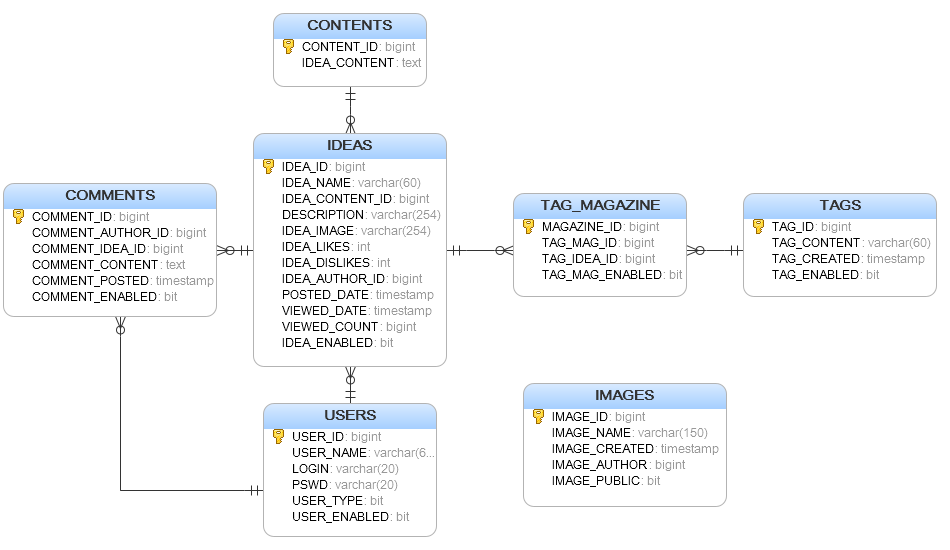 CONTENTS
CONTENT_ID: bigint
IDEA_CONTENT: text
IDEAS
IDEA_ID: bigint
IDEA_NAME: varchar(60)
IDEA_CONTENT_ID: bigint
DESCRIPTION: varchar(254)
IDEA_IMAGE: varchar(254)
IDEA_LIKES: int
IDEA_DISLIKES: int
IDEA_AUTHOR_ID: bigint
POSTED_DATE: timestamp
VIEWED_DATE: timestamp
VIEWED_COUNT: bigint
IDEA_ENABLED: bit
COMMENTS
COMMENT_ID: bigint
COMMENT_AUTHOR_ID: bigint
COMMENT_IDEA_ID: bigint
COMMENT_CONTENT: text
COMMENT_POSTED: timestamp
COMMENT_ENABLED: bit
TAG_MAGAZINE
MAGAZINE_ID: bigint
TAG_MAG_ID: bigint
TAG_IDEA_ID: bigint
TAG_MAG_ENABLED: bit
TAGS
TAG_ID: bigint
TAG_CONTENT: varchar(60)
TAG_CREATED: timestamp
TAG_ENABLED: bit
USERS
USER_ID: bigint
USER_NAME: varchar(6...
LOGIN: varchar(20)
PSWD: varchar(20)
USER_TYPE: bit
USER_ENABLED: bit
IMAGES
IMAGE_ID: bigint
IMAGE_NAME: varchar(150)
IMAGE_CREATED: timestamp
IMAGE_AUTHOR: bigint
IMAGE_PUBLIC: bit